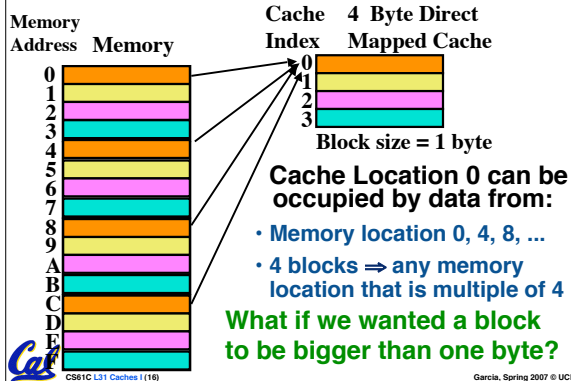 Memory
Address Memory
0
1
2
3
4
5
6
7
8
9
A
B
C
D
E
F
Cache 4 Byte Direct
Index Mapped Cache
0
1
2
3
Block size = 1 byte
Cache Location 0 can be
occupied by data from:
• Memory location 0, 4, 8, ...
• 4 blocks ⇒ any memory
location that is multiple of 4
What if we wanted a block
to be bigger than one byte?
Cal
CS61C L31 Caches I (16)
Garcia, Spring 2007 © UCB